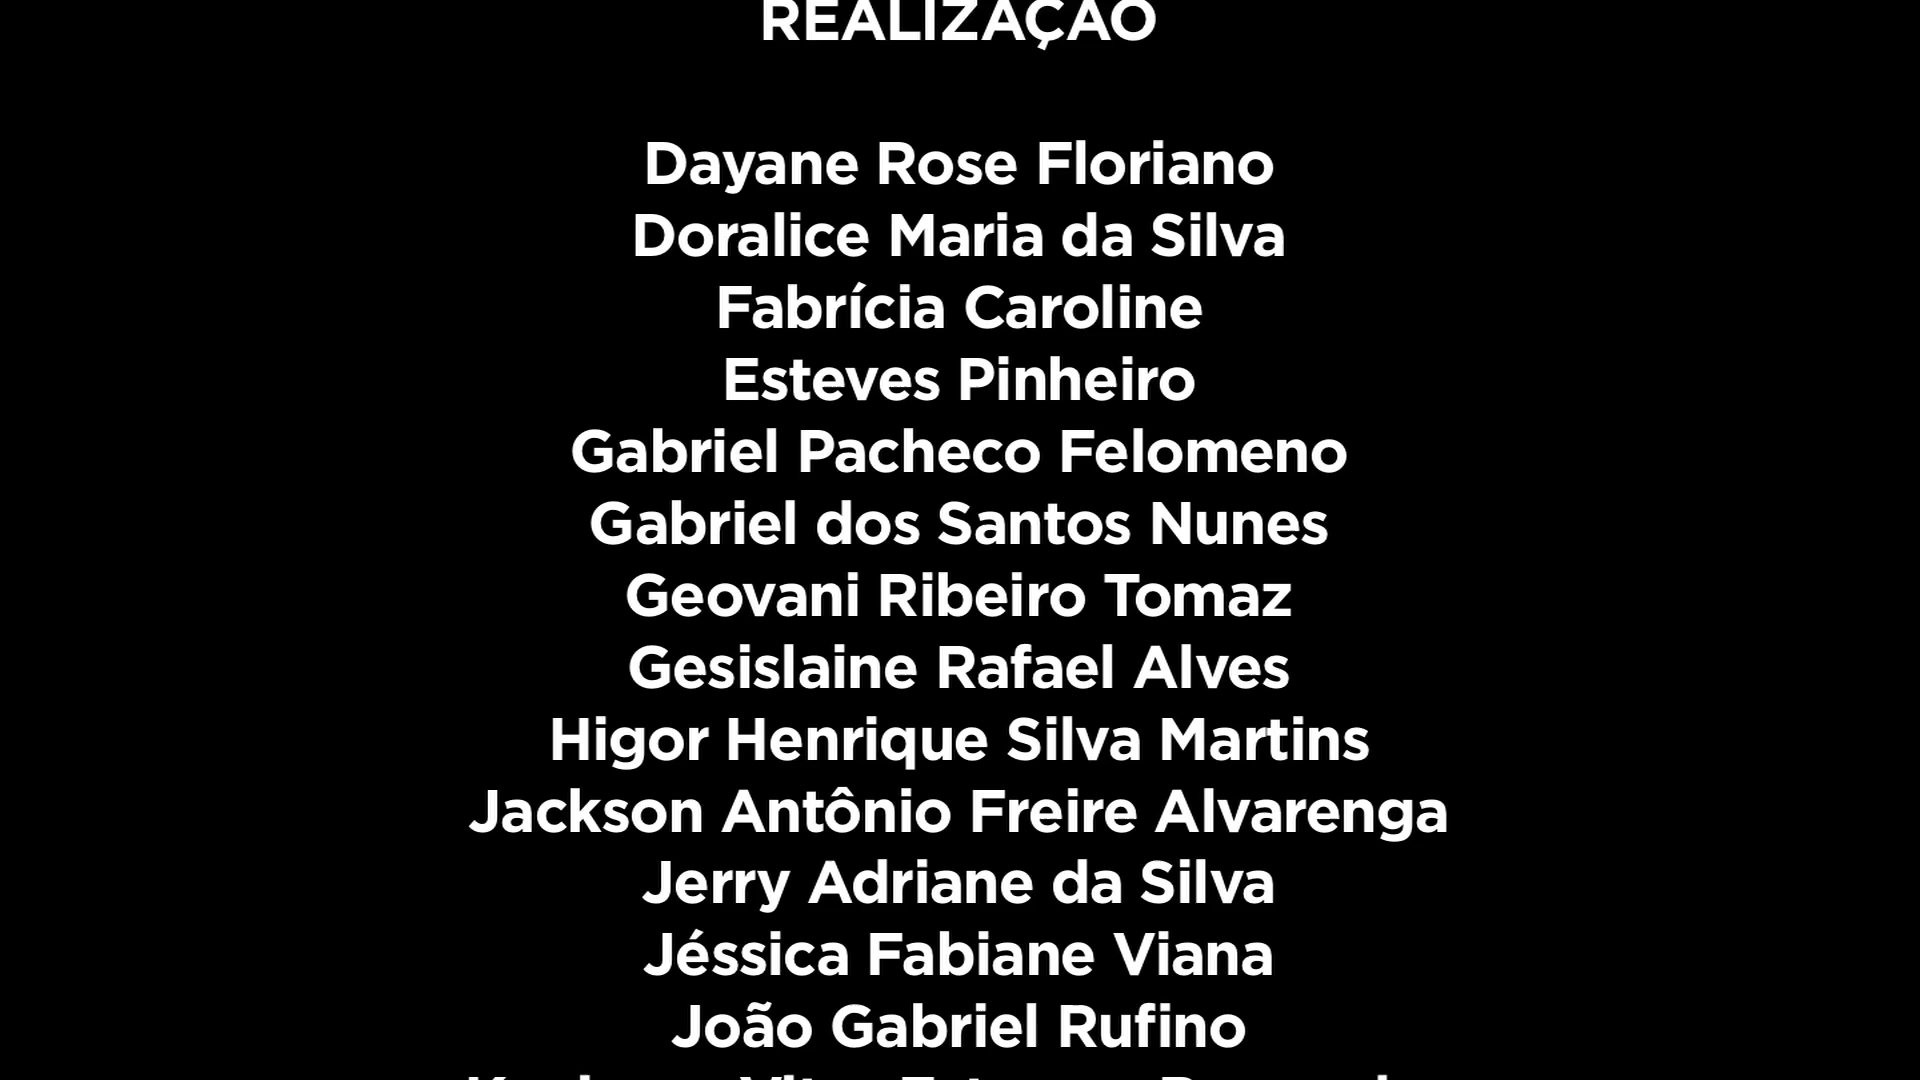 REALIZAÇÃO
Dayane Rose Floriano
Doralice Maria da Silva
Fabrícia Caroline
Esteves Pinheiro
Gabriel Pacheco Felomeno
Gabriel dos Santos Nunes
Geovani Ribeiro Tomaz
Gesislaine Rafael Alves
Higor Henrique Silva Martins
Jackson Antônio Freire Alvarenga
Jerry Adriane da Silva
Jéssica Fabiane Viana
João Gabriel Rufino